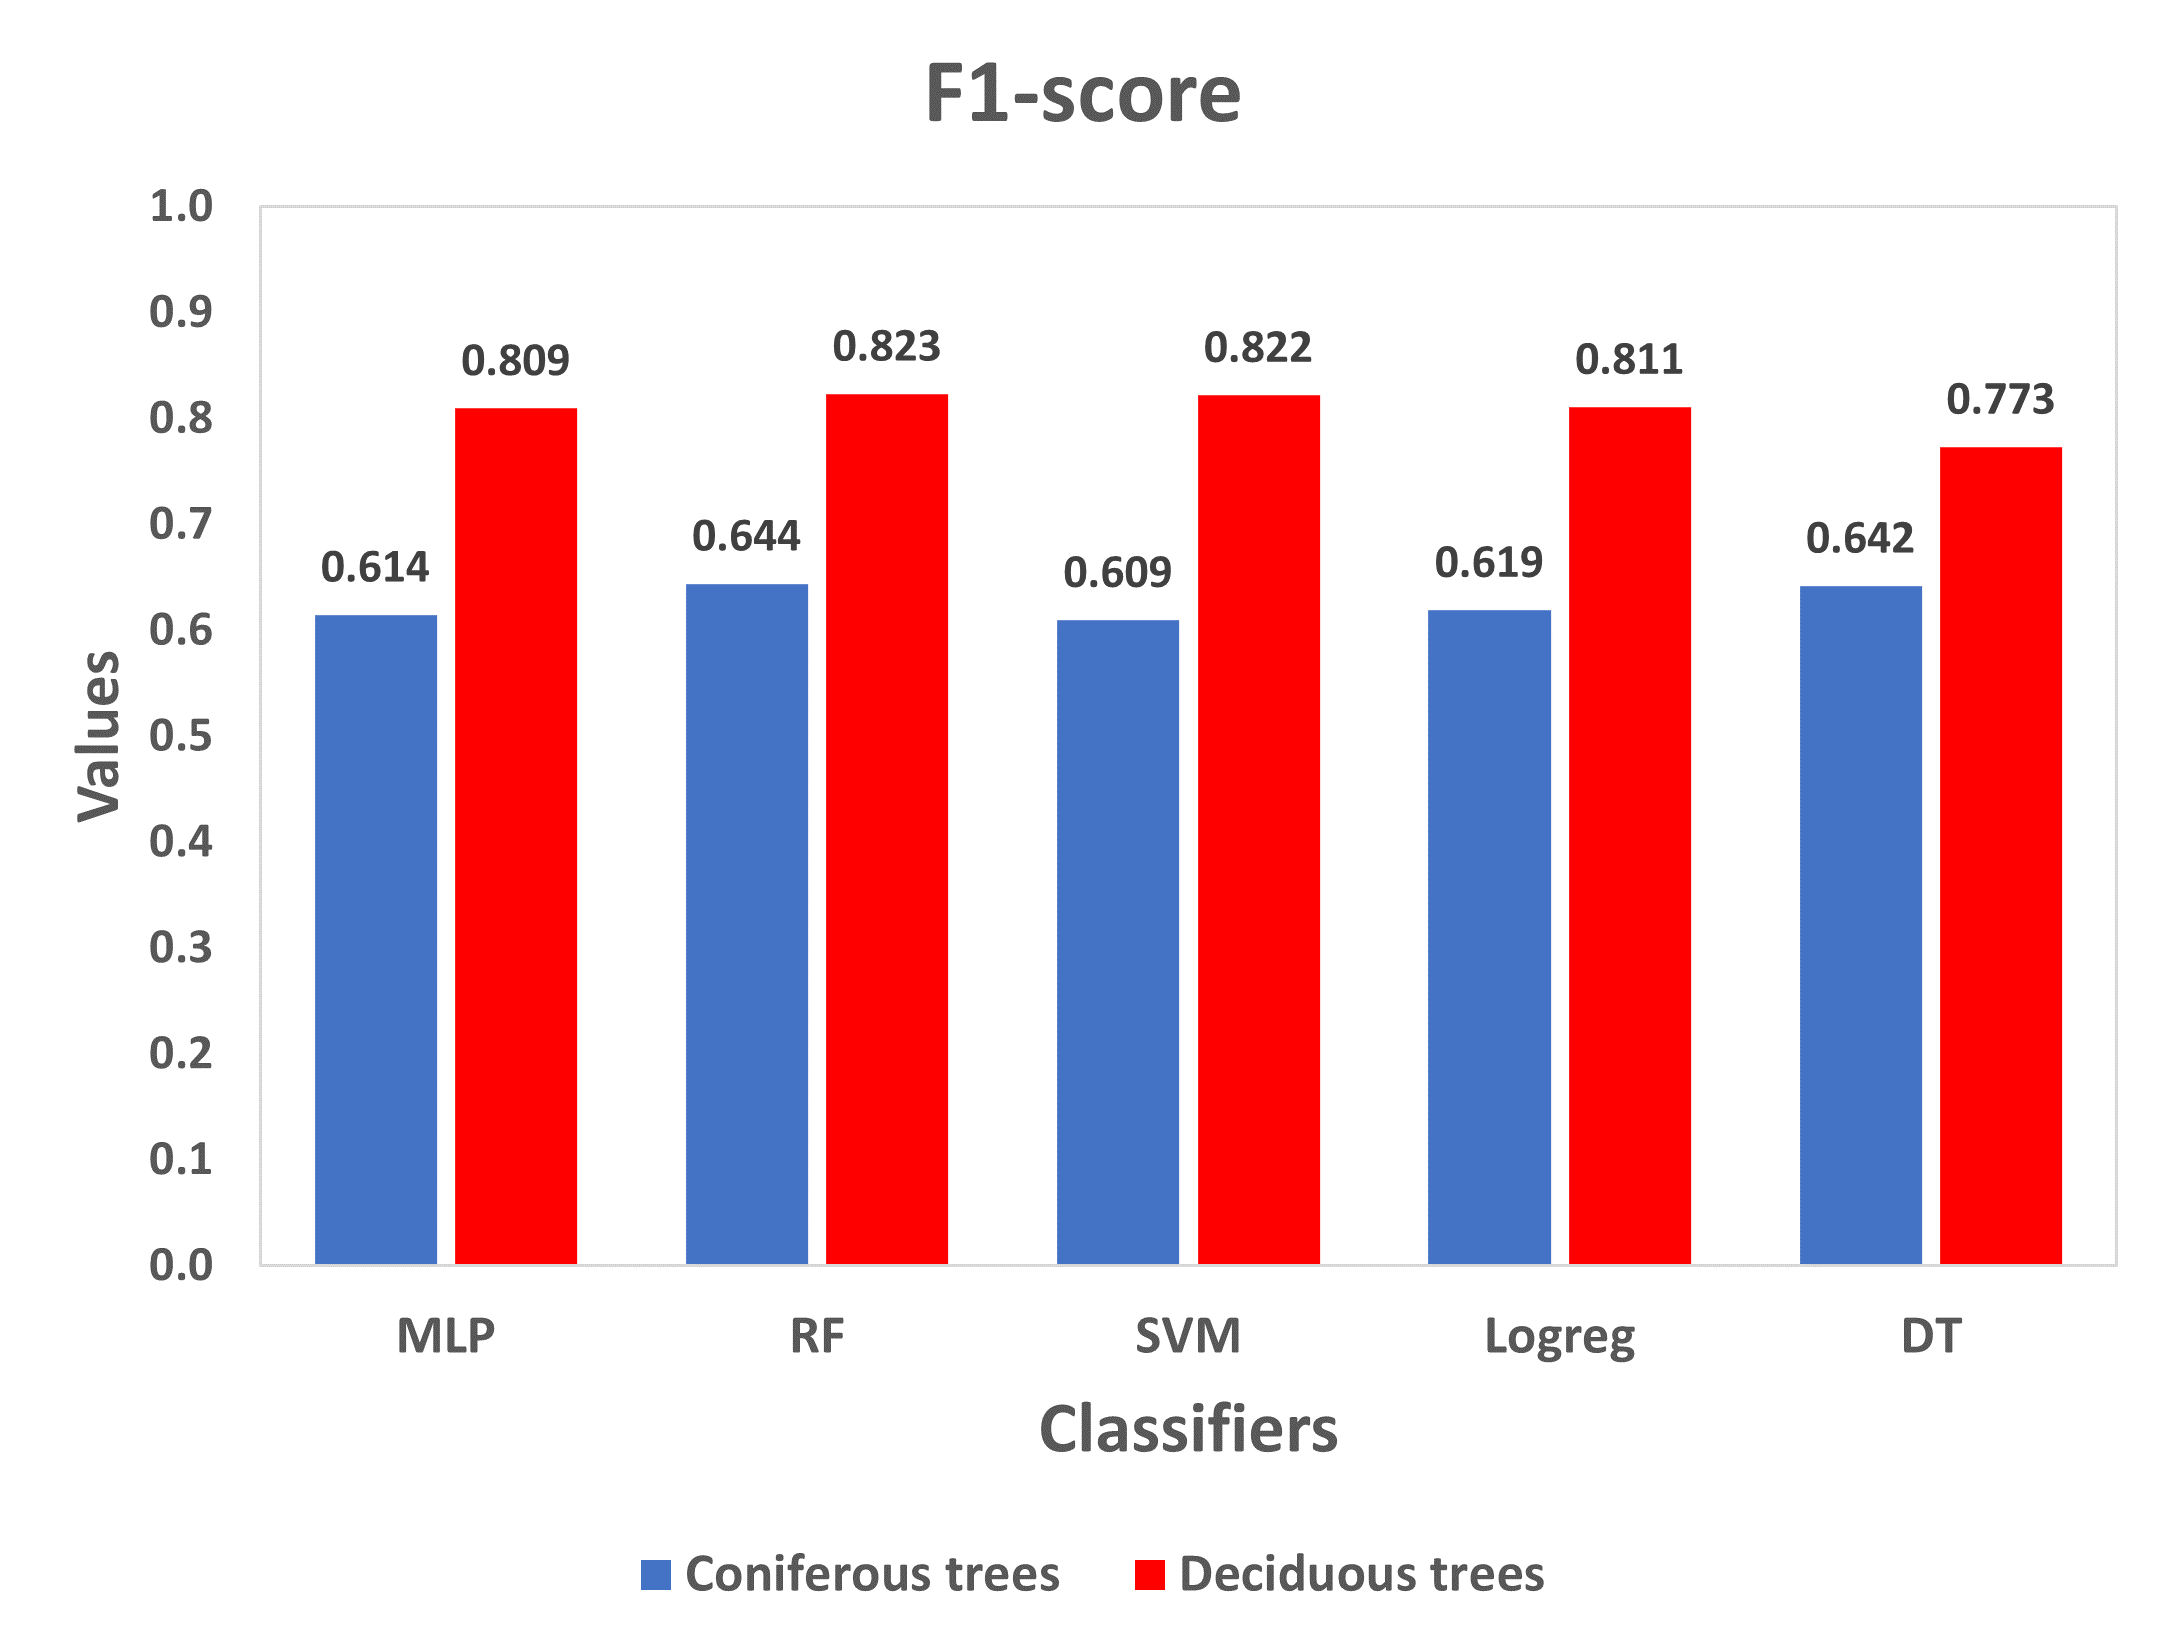 F1-score
1.0
0.9
0.8
0.7
0.6
0.5
0.4
0.3
0.2
0.1
0.0
Values
0.614
0.809
0.644
0.823
0.609
0.822
0.619
0.811
0.642
0.773
MLP
RF
SVM
Logreg
DT
Classifiers
Coniferous trees
Deciduous trees